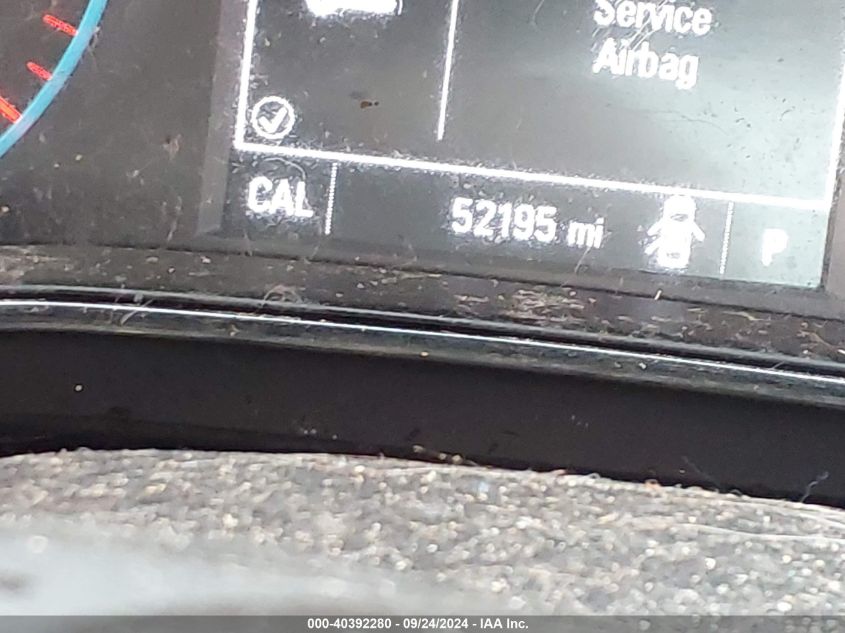 Service
Airbag
CAL
52195 mi
P
000-40392280 - 09/24/2024 - IAA Inc.